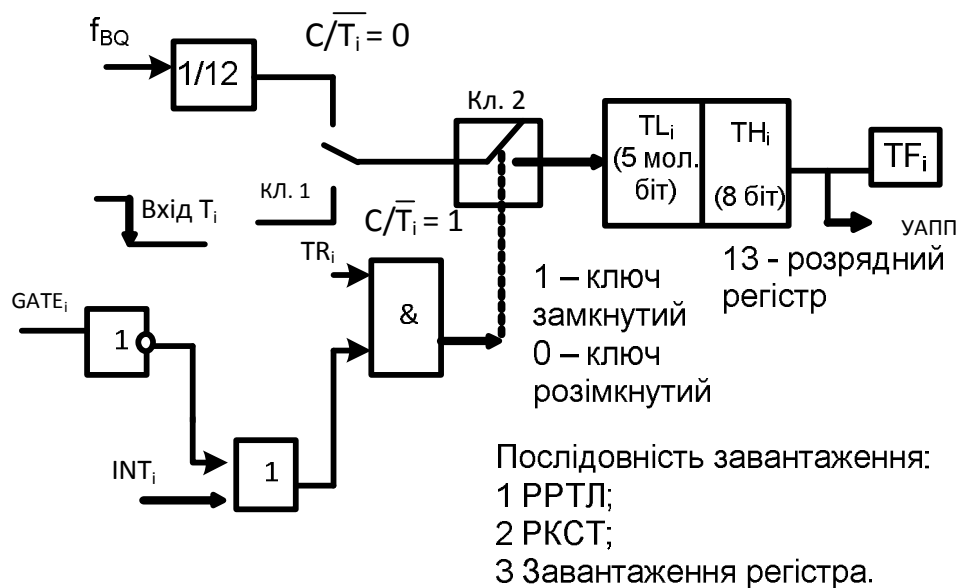 f_BQ
C/T̅ᵢ = 0
1/12
Кл. 2
TLᵢ
(5 мол.
біт)
THᵢ
(8 біт)
TFᵢ
Вхід Tᵢ
КЛ. 1
C/T̅ᵢ = 1
УАПП
TRᵢ
13 - розрядний
регістр
1 – ключ
замкнутий
0 – ключ
розімкнутий
&
GATEᵢ
1
INTᵢ
1
Послідовність завантаження:
1 РРТЛ;
2 РКСТ;
3 Завантаження регістра.